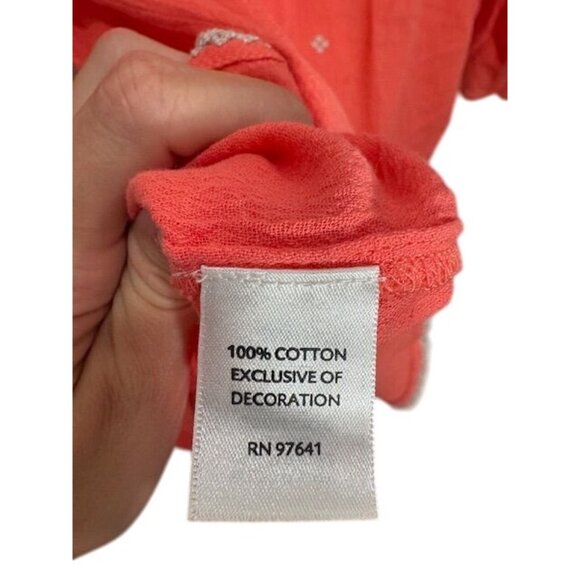 100% COTTON
EXCLUSIVE OF
DECORATION
RN 97641